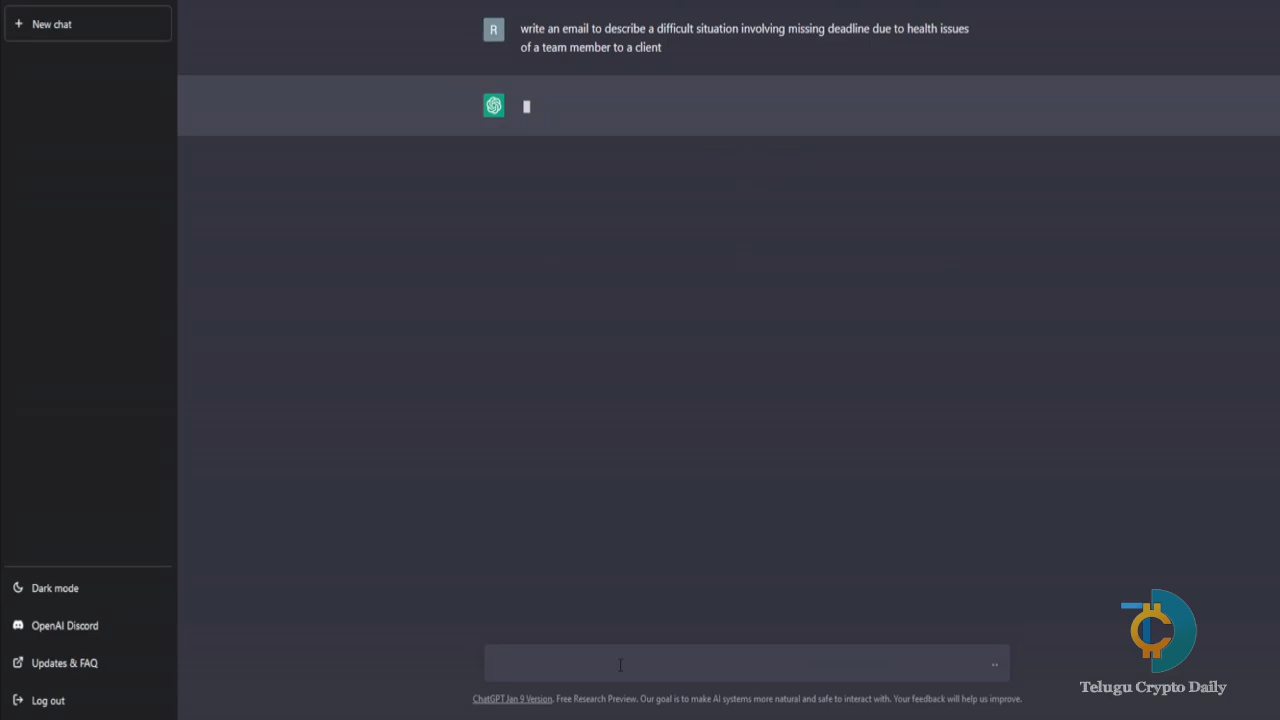 New chat
R
write an email to describe a difficult situation involving missing deadline due to health issues
of a team member to a client
Dark mode
OpenAI Discord
Updates & FAQ
Log out
ChatGPT Jan 9 Version. Free Research Preview. Our goal is to make AI systems more natural and safe to interact with. Your feedback will help us improve.
Telugu Crypto Daily